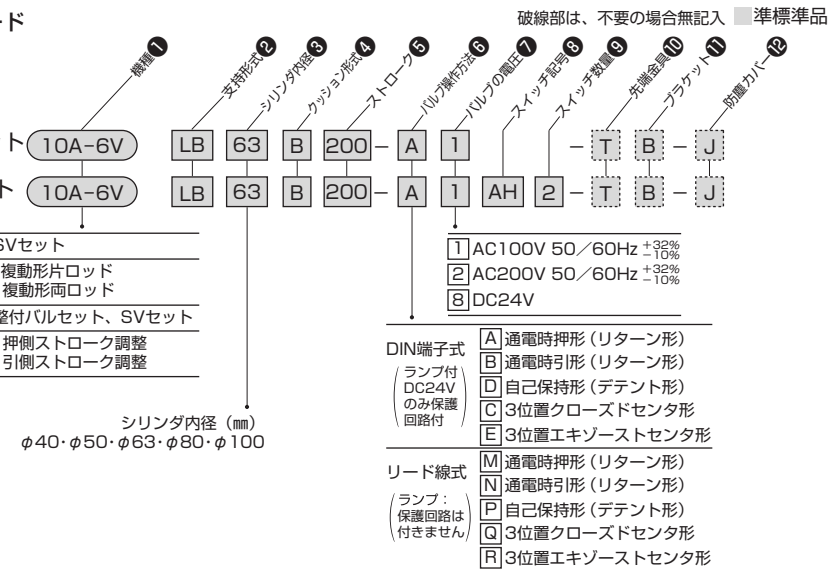 ード
破線部は、不要の場合無記入 準標準品
機種❶
支持形式❷
シリンダ内径❸
クッション形式❹
ストローク❺
バルブ操作方法❻
バルブの電圧❼
スイッチ記号❽
スイッチ数量❾
先端金具❿
ブラケット⓫
防塵カバー⓬
ット 10A-6V LB 63 B 200 - A 1 - T B - J
ット 10A-6V LB 63 B 200 - A 1 AH 2 - T B - J
SVセット
複動形片ロッド
複動形両ロッド
整付バルセット、SVセット
押側ストローク調整
引側ストローク調整
シリンダ内径(㎜)
φ40・φ50・φ63・φ80・φ100
1 AC100V 50/60Hz +32% −10%
2 AC200V 50/60Hz +32% −10%
8 DC24V
DIN端子式
(ランプ付
DC24V
のみ保護
回路付)
A 通電時押形(リターン形)
B 通電時引形(リターン形)
D 自己保持形(デテント形)
C 3位置クローズドセンタ形
E 3位置エキゾーストセンタ形
リード線式
(ランプ:
保護回路は
付きません)
M 通電時押形(リターン形)
N 通電時引形(リターン形)
P 自己保持形(デテント形)
Q 3位置クローズドセンタ形
R 3位置エキゾーストセンタ形